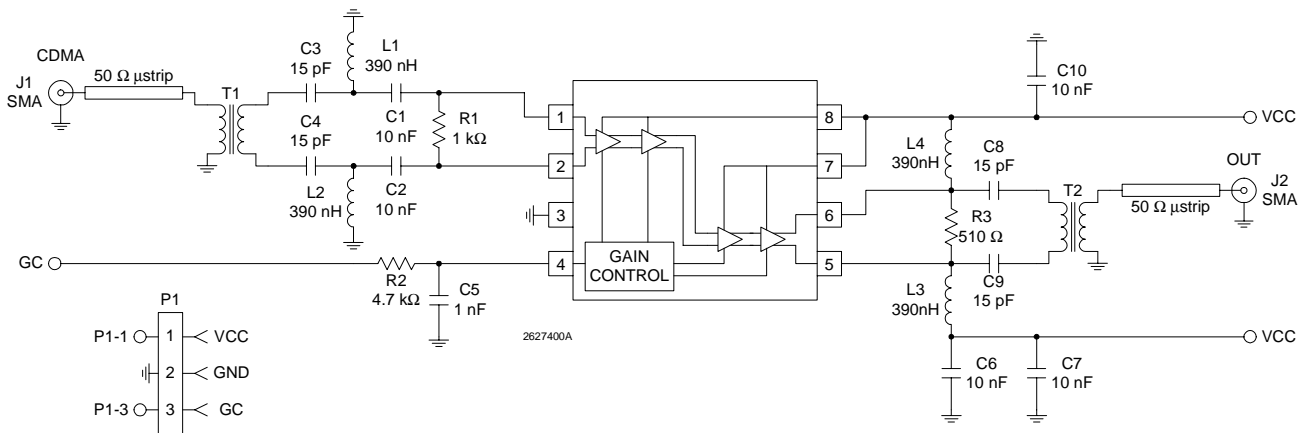 CDMA
J1
SMA
50 Ω μstrip
T1
C3
15 pF
L1
390 nH
C4
15 pF
C1
10 nF
R1
1 kΩ
L2
390 nH
C2
10 nF
1
2
3
4
8
7
6
5
GAIN
CONTROL
C10
10 nF
VCC
L4
390nH
C8
15 pF
R3
510 Ω
T2
50 Ω μstrip
OUT
J2
SMA
L3
390nH
C9
15 pF
VCC
C6
10 nF
C7
10 nF
GC
R2
4.7 kΩ
C5
1 nF
2627400A
P1
P1-1
1
VCC
2
GND
P1-3
3
GC